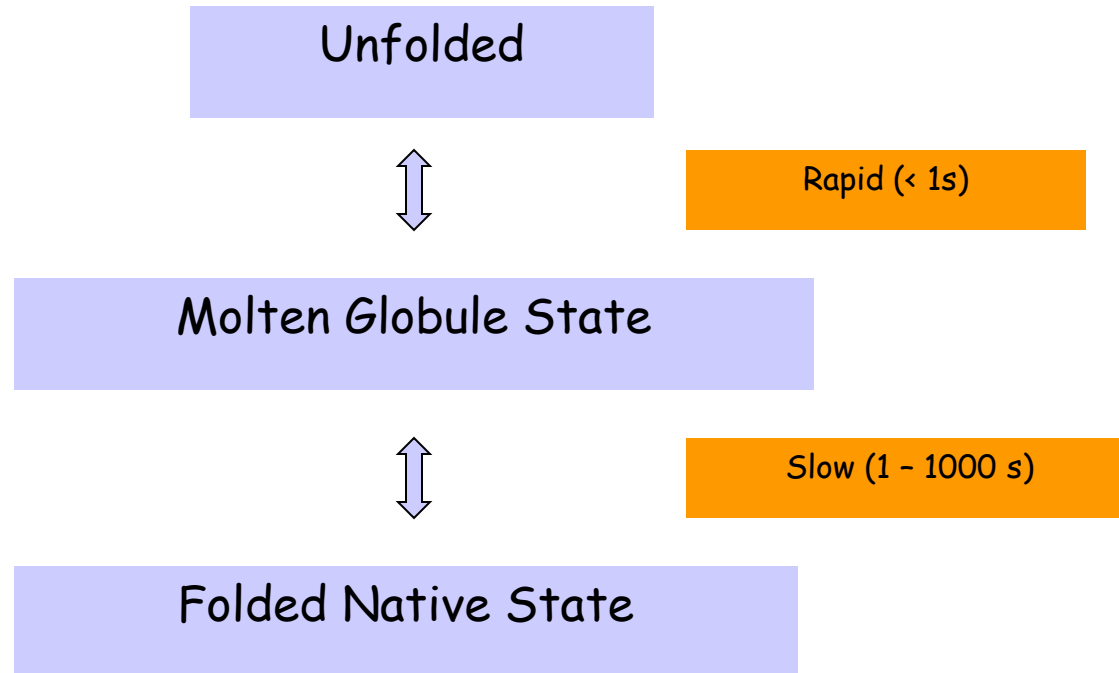 Unfolded
Rapid (< 1s)
Molten Globule State
Slow (1 – 1000 s)
Folded Native State